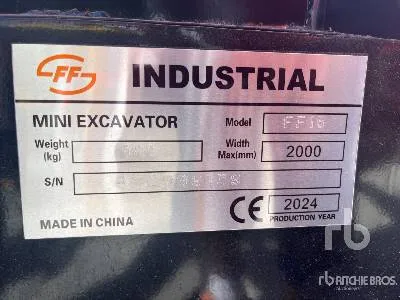 FF INDUSTRIAL
MINI EXCAVATOR Model FF16
Weight (kg) Width Max(mm) 2000
S/N
MADE IN CHINA CE 2024
PRODUCTION YEAR
rb
RITCHIE BROS.